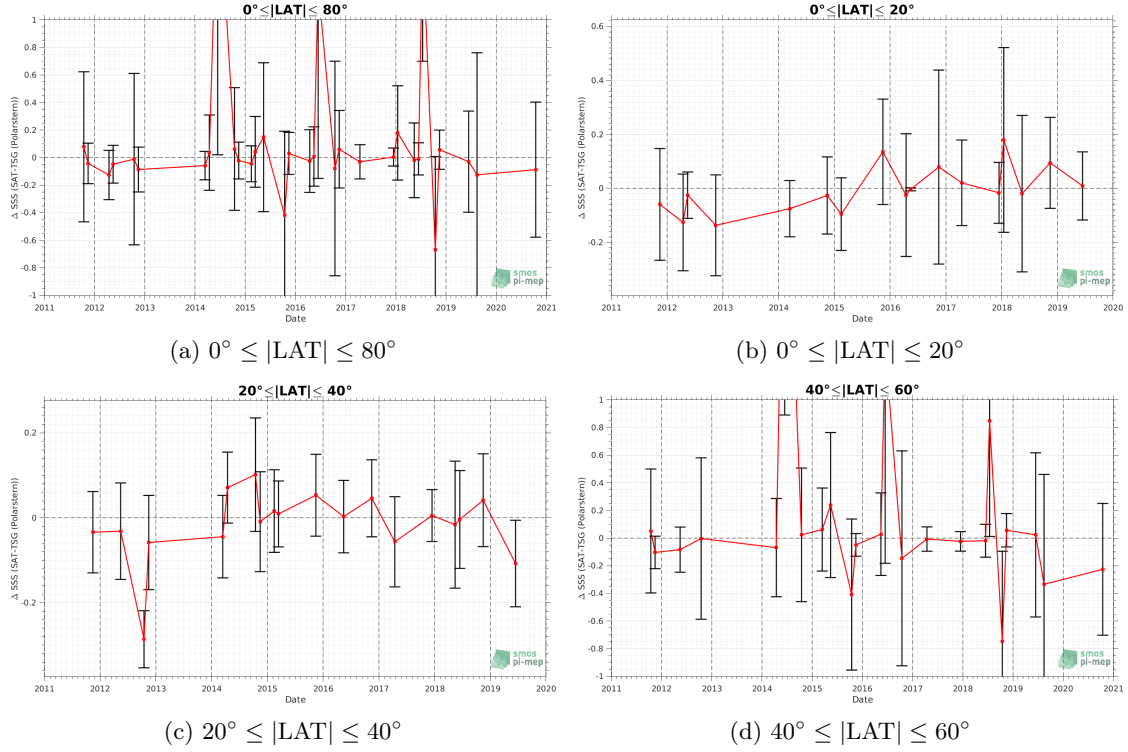 0°≤|LAT|≤ 80°
Δ SSS (SAT-TSG (Polarstern))
1
0.8
0.6
0.4
0.2
0
-0.2
-0.4
-0.6
-0.8
-1
2011 2012 2013 2014 2015 2016 2017 2018 2019 2020 2021
Date
smos
pi-mep
(a) 0° ≤ |LAT| ≤ 80°
0°≤|LAT|≤ 20°
Δ SSS (SAT-TSG (Polarstern))
0.6
0.4
0.2
0
-0.2
2011 2012 2013 2014 2015 2016 2017 2018 2019 2020
Date
smos
pi-mep
(b) 0° ≤ |LAT| ≤ 20°
20°≤|LAT|≤ 40°
Δ SSS (SAT-TSG (Polarstern))
0.2
0
-0.2
2011 2012 2013 2014 2015 2016 2017 2018 2019 2020
Date
smos
pi-mep
(c) 20° ≤ |LAT| ≤ 40°
40°≤|LAT|≤ 60°
Δ SSS (SAT-TSG (Polarstern))
1
0.8
0.6
0.4
0.2
0
-0.2
-0.4
-0.6
-0.8
-1
2011 2012 2013 2014 2015 2016 2017 2018 2019 2020 2021
Date
smos
pi-mep
(d) 40° ≤ |LAT| ≤ 60°